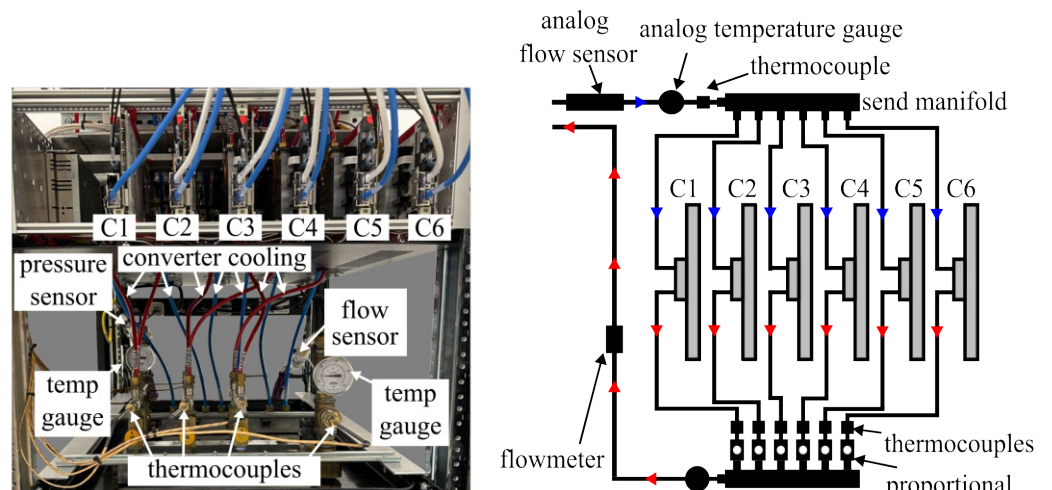 C1 C2 C3 C4 C5 C6
converter cooling
pressure
sensor
flow
sensor
temp
gauge
temp
gauge
thermocouples
analog
flow sensor
analog temperature gauge
thermocouple
send manifold
C1 C2 C3 C4 C5 C6
flowmeter
thermocouples
proportional